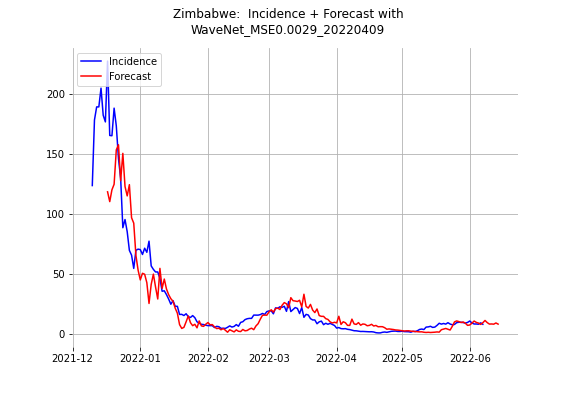 Zimbabwe:  Incidence + Forecast with
WaveNet_MSE0.0029_20220409
Incidence
Forecast
200
150
100
50
0
2021-12 2022-01 2022-02 2022-03 2022-04 2022-05 2022-06